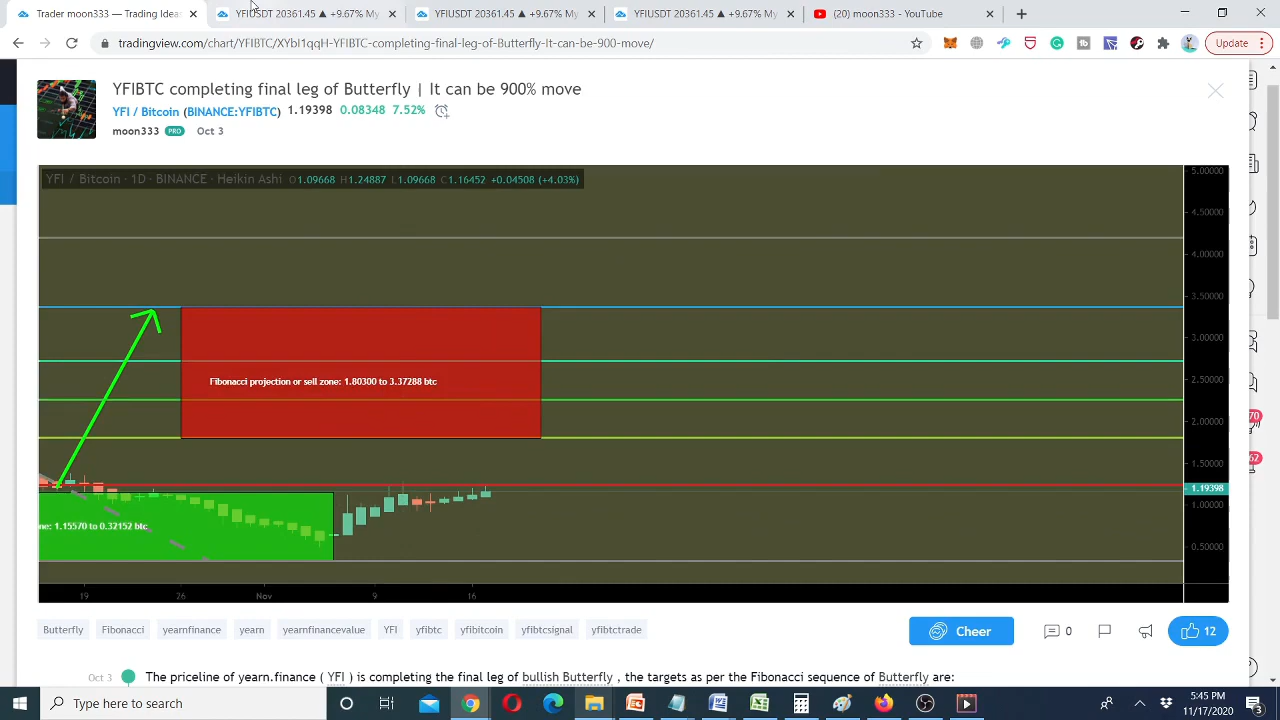 Trader My
YFIUSDT 20361.45 ▲+9.67% My
YFIUSDT 20361.45 ▲+9.03% My
YFIUSDT 20361.45 ▲+9.67% My
(20) moon333 - YouTube
tradingview.com/chart/YFIBTC/XYbI1qqH-YFIBTC-completing-final-leg-of-Butterfly-It-can-be-900-move/
Update
YFIBTC completing final leg of Butterfly | It can be 900% move
YFI / Bitcoin (BINANCE:YFIBTC) 1.19398 0.08348 7.52%
moon333 PRO Oct 3
YFI / Bitcoin · 1D · BINANCE · Heikin Ashi O1.09668 H1.24887 L1.09668 C1.16452 +0.04508 (+4.03%)
5.00000
4.50000
4.00000
3.50000
3.00000
Fibonacci projection or sell zone: 1.80300 to 3.37288 btc
2.50000
2.00000
70
62
1.50000
1.19398
1.00000
ne: 1.15570 to 0.32152 btc
0.50000
19 26 Nov 9 16
Butterfly Fibonacci yearnfinance yearn yearnfinancevalue YFI yfibtc yfibitcoin yfibtcsignal yfibtctrade
Cheer 0 12
Oct 3 The priceline of yearn.finance ( YFI ) is completing the final leg of bullish Butterfly , the targets as per the Fibonacci sequence of Butterfly are:
Type here to search
5:45 PM
11/17/2020